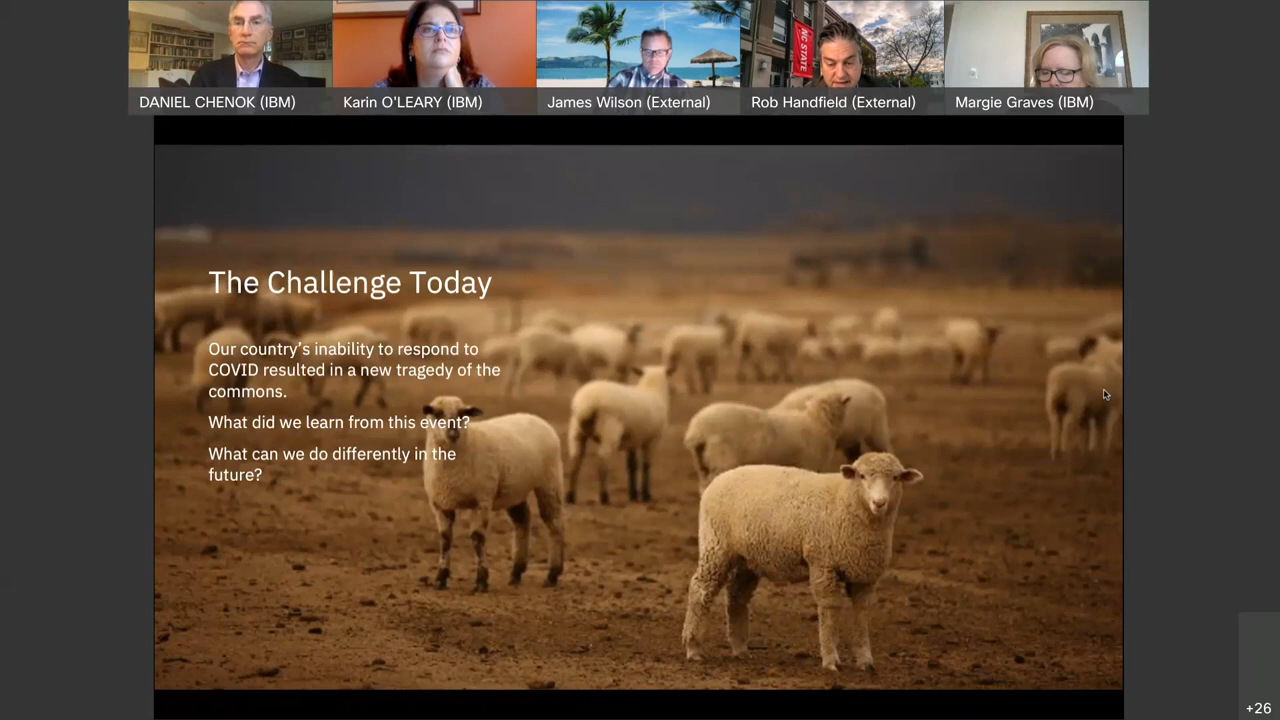 DANIEL CHENOK (IBM)
Karin O'LEARY (IBM)
James Wilson (External)
NC STATE
Rob Handfield (External)
Margie Graves (IBM)
The Challenge Today
Our country’s inability to respond to
COVID resulted in a new tragedy of the
commons.
What did we learn from this event?
What can we do differently in the
future?
+26